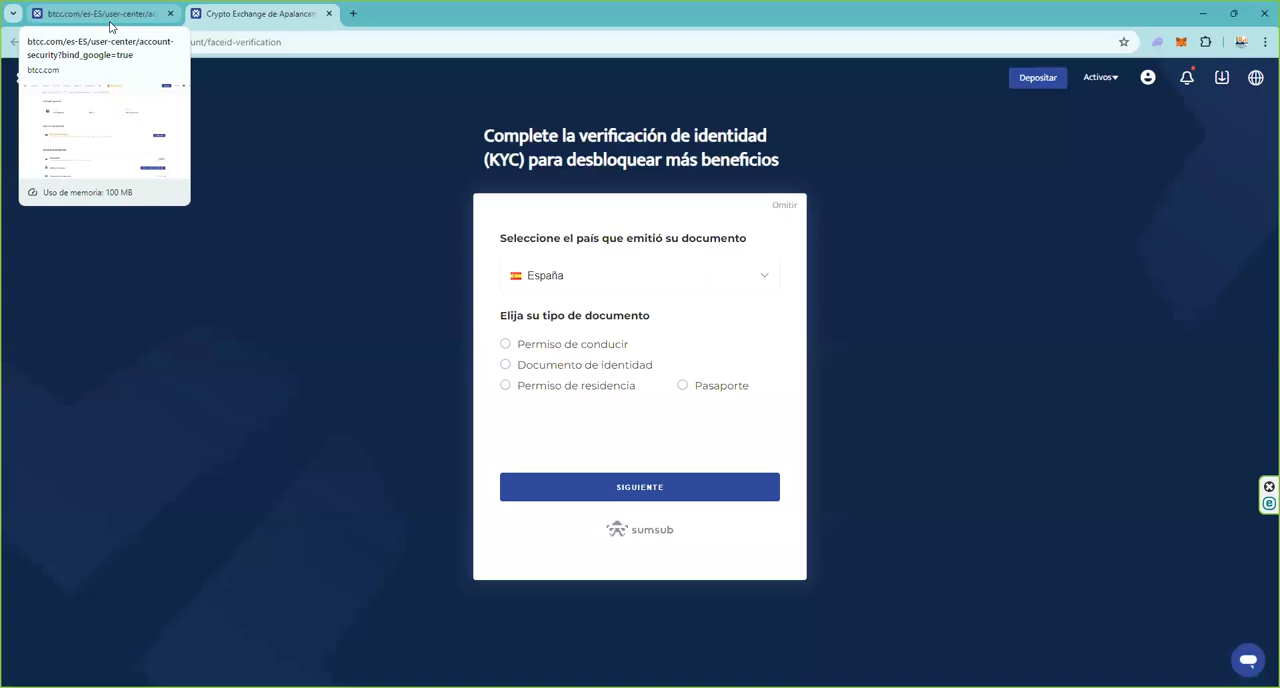 btcc.com/es-ES/user-center/acc
Crypto Exchange de Apalancam
btcc.com/es-ES/user-center/account-
security?bind_google=true
btcc.com
unt/faceid-verification
Uso de memoria: 100 MB
Depositar
Activos
Complete la verificación de identidad
(KYC) para desbloquear más beneficios
Omitir
Seleccione el país que emitió su documento
España
Elija su tipo de documento
Permiso de conducir
Documento de identidad
Permiso de residencia
Pasaporte
SIGUIENTE
sumsub